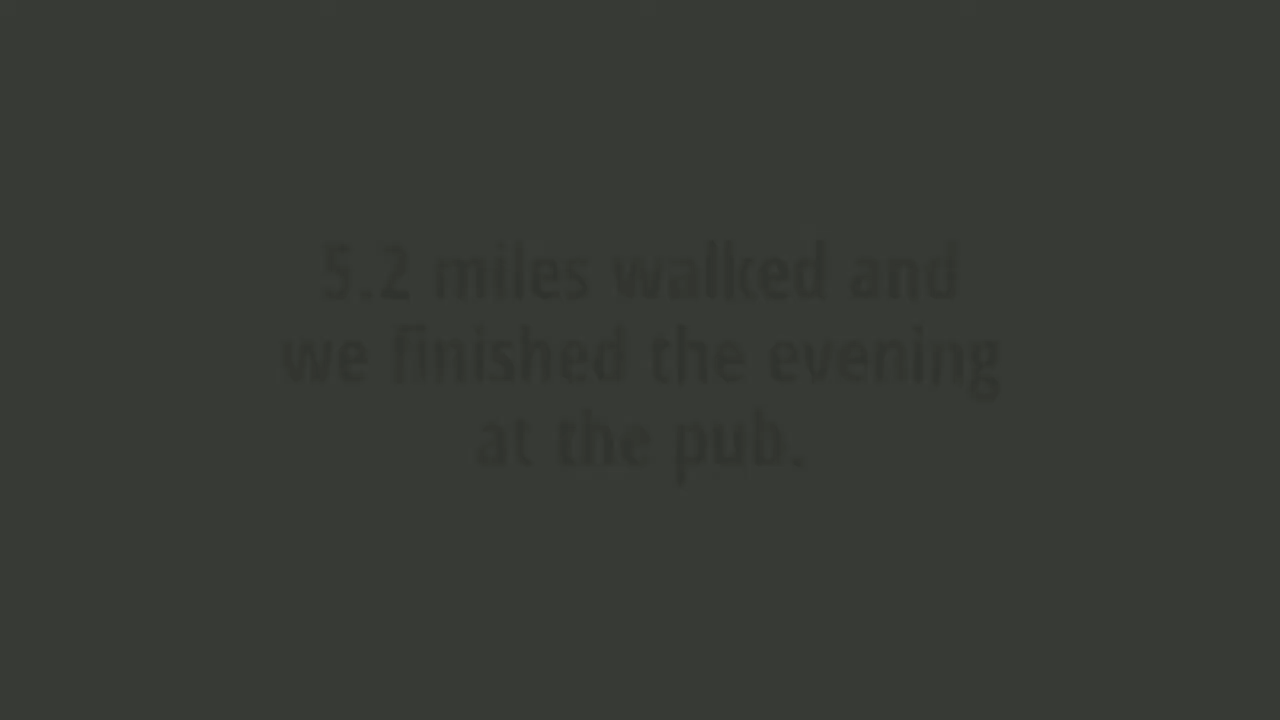 5.2 miles walked and
we finished the evening
at the pub.